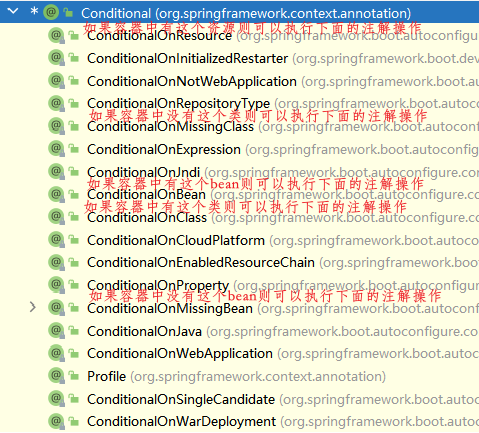 Conditional (org.springframework.context.annotation)
如果容器中有这个资源则可以执行下面的注解操作
ConditionalOnResource (org.springframework.boot.autoconfigu
ConditionalOnInitializedRestarter (org.springframework.boot.dev
ConditionalOnNotWebApplication (org.springframework.boot.aut
ConditionalOnRepositoryType (org.springframework.boot.autoco
如果容器中没有这个类则可以执行下面的注解操作
ConditionalOnMissingClass (org.springframework.boot.autoconf
ConditionalOnExpression (org.springframework.boot.autoconfig
ConditionalOnJndi (org.springframework.boot.autoconfigure.con
如果容器中有这个bean则可以执行下面的注解操作
ConditionalOnBean (org.springframework.boot.autoconfigure.co
如果容器中有这个类则可以执行下面的注解操作
ConditionalOnClass (org.springframework.boot.autoconfigure.co
ConditionalOnCloudPlatform (org.springframework.boot.autocon
ConditionalOnEnabledResourceChain (org.springframework.boot
ConditionalOnProperty (org.springframework.boot.autoconfigur
如果容器中没有这个bean则可以执行下面的注解操作
ConditionalOnMissingBean (org.springframework.boot.autoconfi
ConditionalOnJava (org.springframework.boot.autoconfigure.con
ConditionalOnWebApplication (org.springframework.boot.autoc
Profile (org.springframework.context.annotation)
ConditionalOnSingleCandidate (org.springframework.boot.autoc
ConditionalOnWarDeployment (org.springframework.boot.autoc